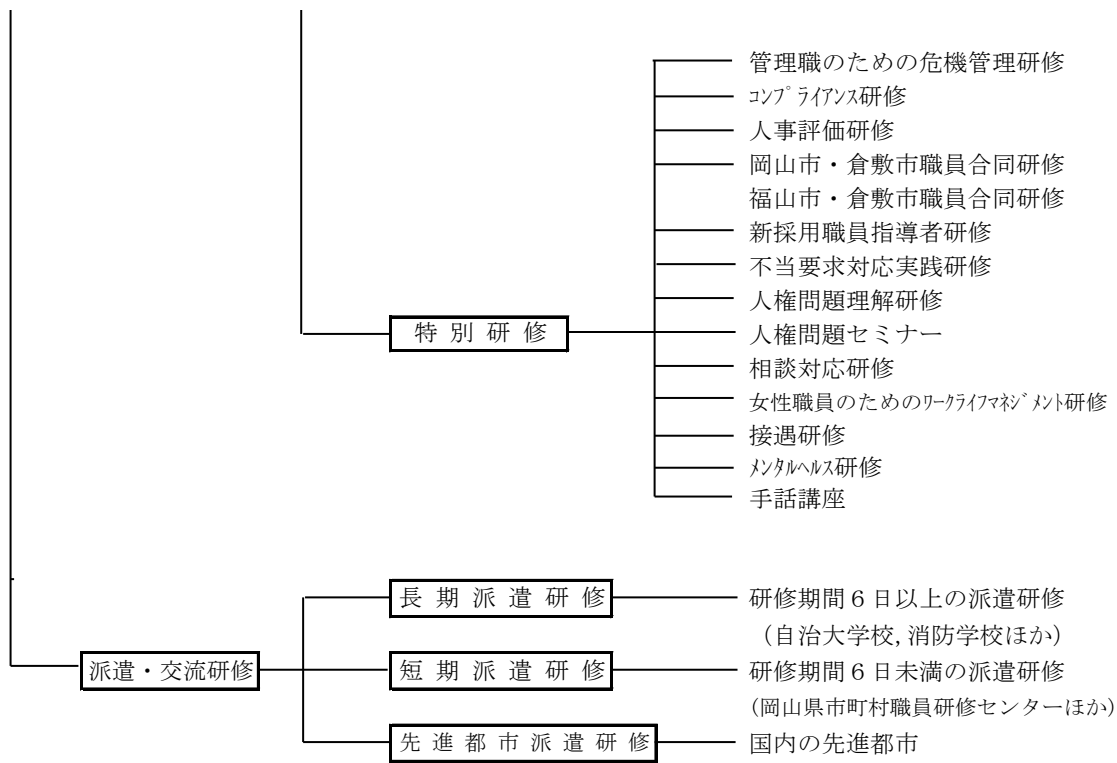 管理職のための危機管理研修
コンプライアンス研修
人事評価研修
岡山市・倉敷市職員合同研修
福山市・倉敷市職員合同研修
新採用職員指導者研修
不当要求対応実践研修
人権問題理解研修
特別研修
人権問題セミナー
相談対応研修
女性職員のためのワークライフマネジメント研修
接遇研修
メンタルヘルス研修
手話講座
長期派遣研修
研修期間６日以上の派遣研修
（自治大学校,消防学校ほか）
派遣・交流研修
短期派遣研修
研修期間６日未満の派遣研修
(岡山県市町村職員研修センターほか)
先進都市派遣研修
国内の先進都市